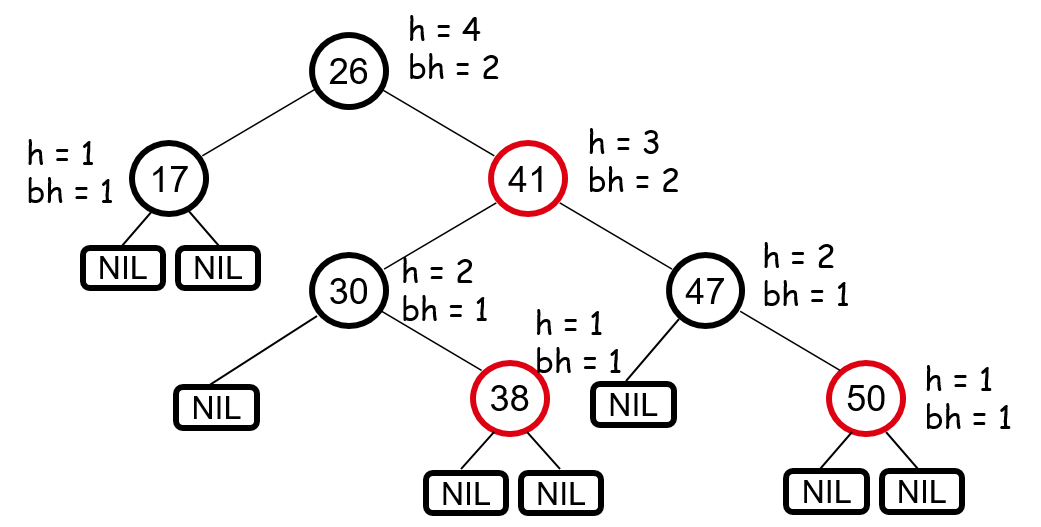 h = 4
bh = 2
26
h = 1
bh = 1
17
41
h = 3
bh = 2
NIL
NIL
30
h = 2
bh = 1
47
h = 2
bh = 1
h = 1
bh = 1
NIL
38
NIL
50
h = 1
bh = 1
NIL
NIL
NIL
NIL